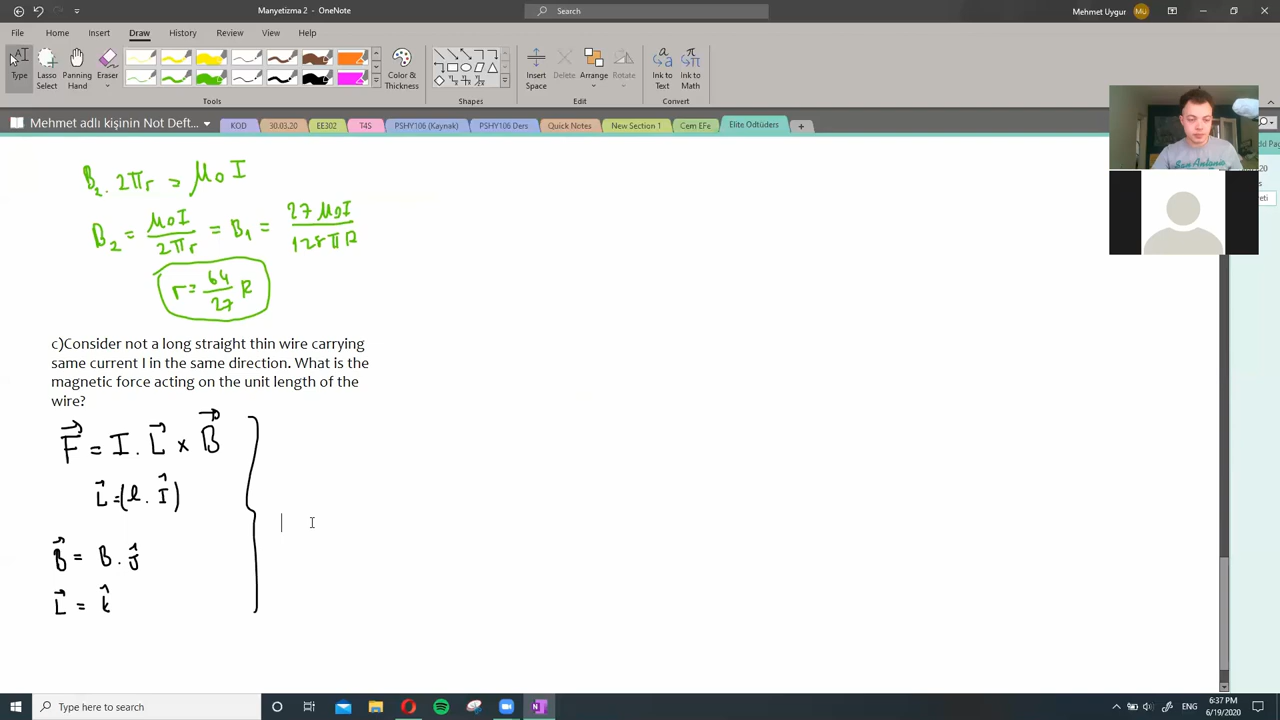 Manyetizma 2 - OneNote
Search
Mehmet Uygur
MU
File Home Insert Draw History Review View Help
Type
Lasso Select
Panning Hand
Eraser
Color & Thickness
Insert Space
Delete
Arrange
Rotate
Ink to Text
Ink to Math
Tools
Shapes
Edit
Convert
Mehmet adlı kişinin Not Deft...
KOD 30.03.20 EE302 T4S PSHY106 (Kaynak) PSHY106 Ders Quick Notes New Section 1 Cem EFe Elite Odtüders
B₂. 2πr = μ₀ I
B₂ = μ₀I / 2πr = B₁ = 27 μ₀I / 128πR
r = 64/27 R
c)Consider not a long straight thin wire carrying
same current I in the same direction. What is the
magnetic force acting on the unit length of the
wire?
F⃗ = I . L⃗ × B⃗
L⃗ = (l . Î)
B⃗ = B . ĵ
L⃗ = k̂
Type here to search
ENG
6:37 PM
6/19/2020